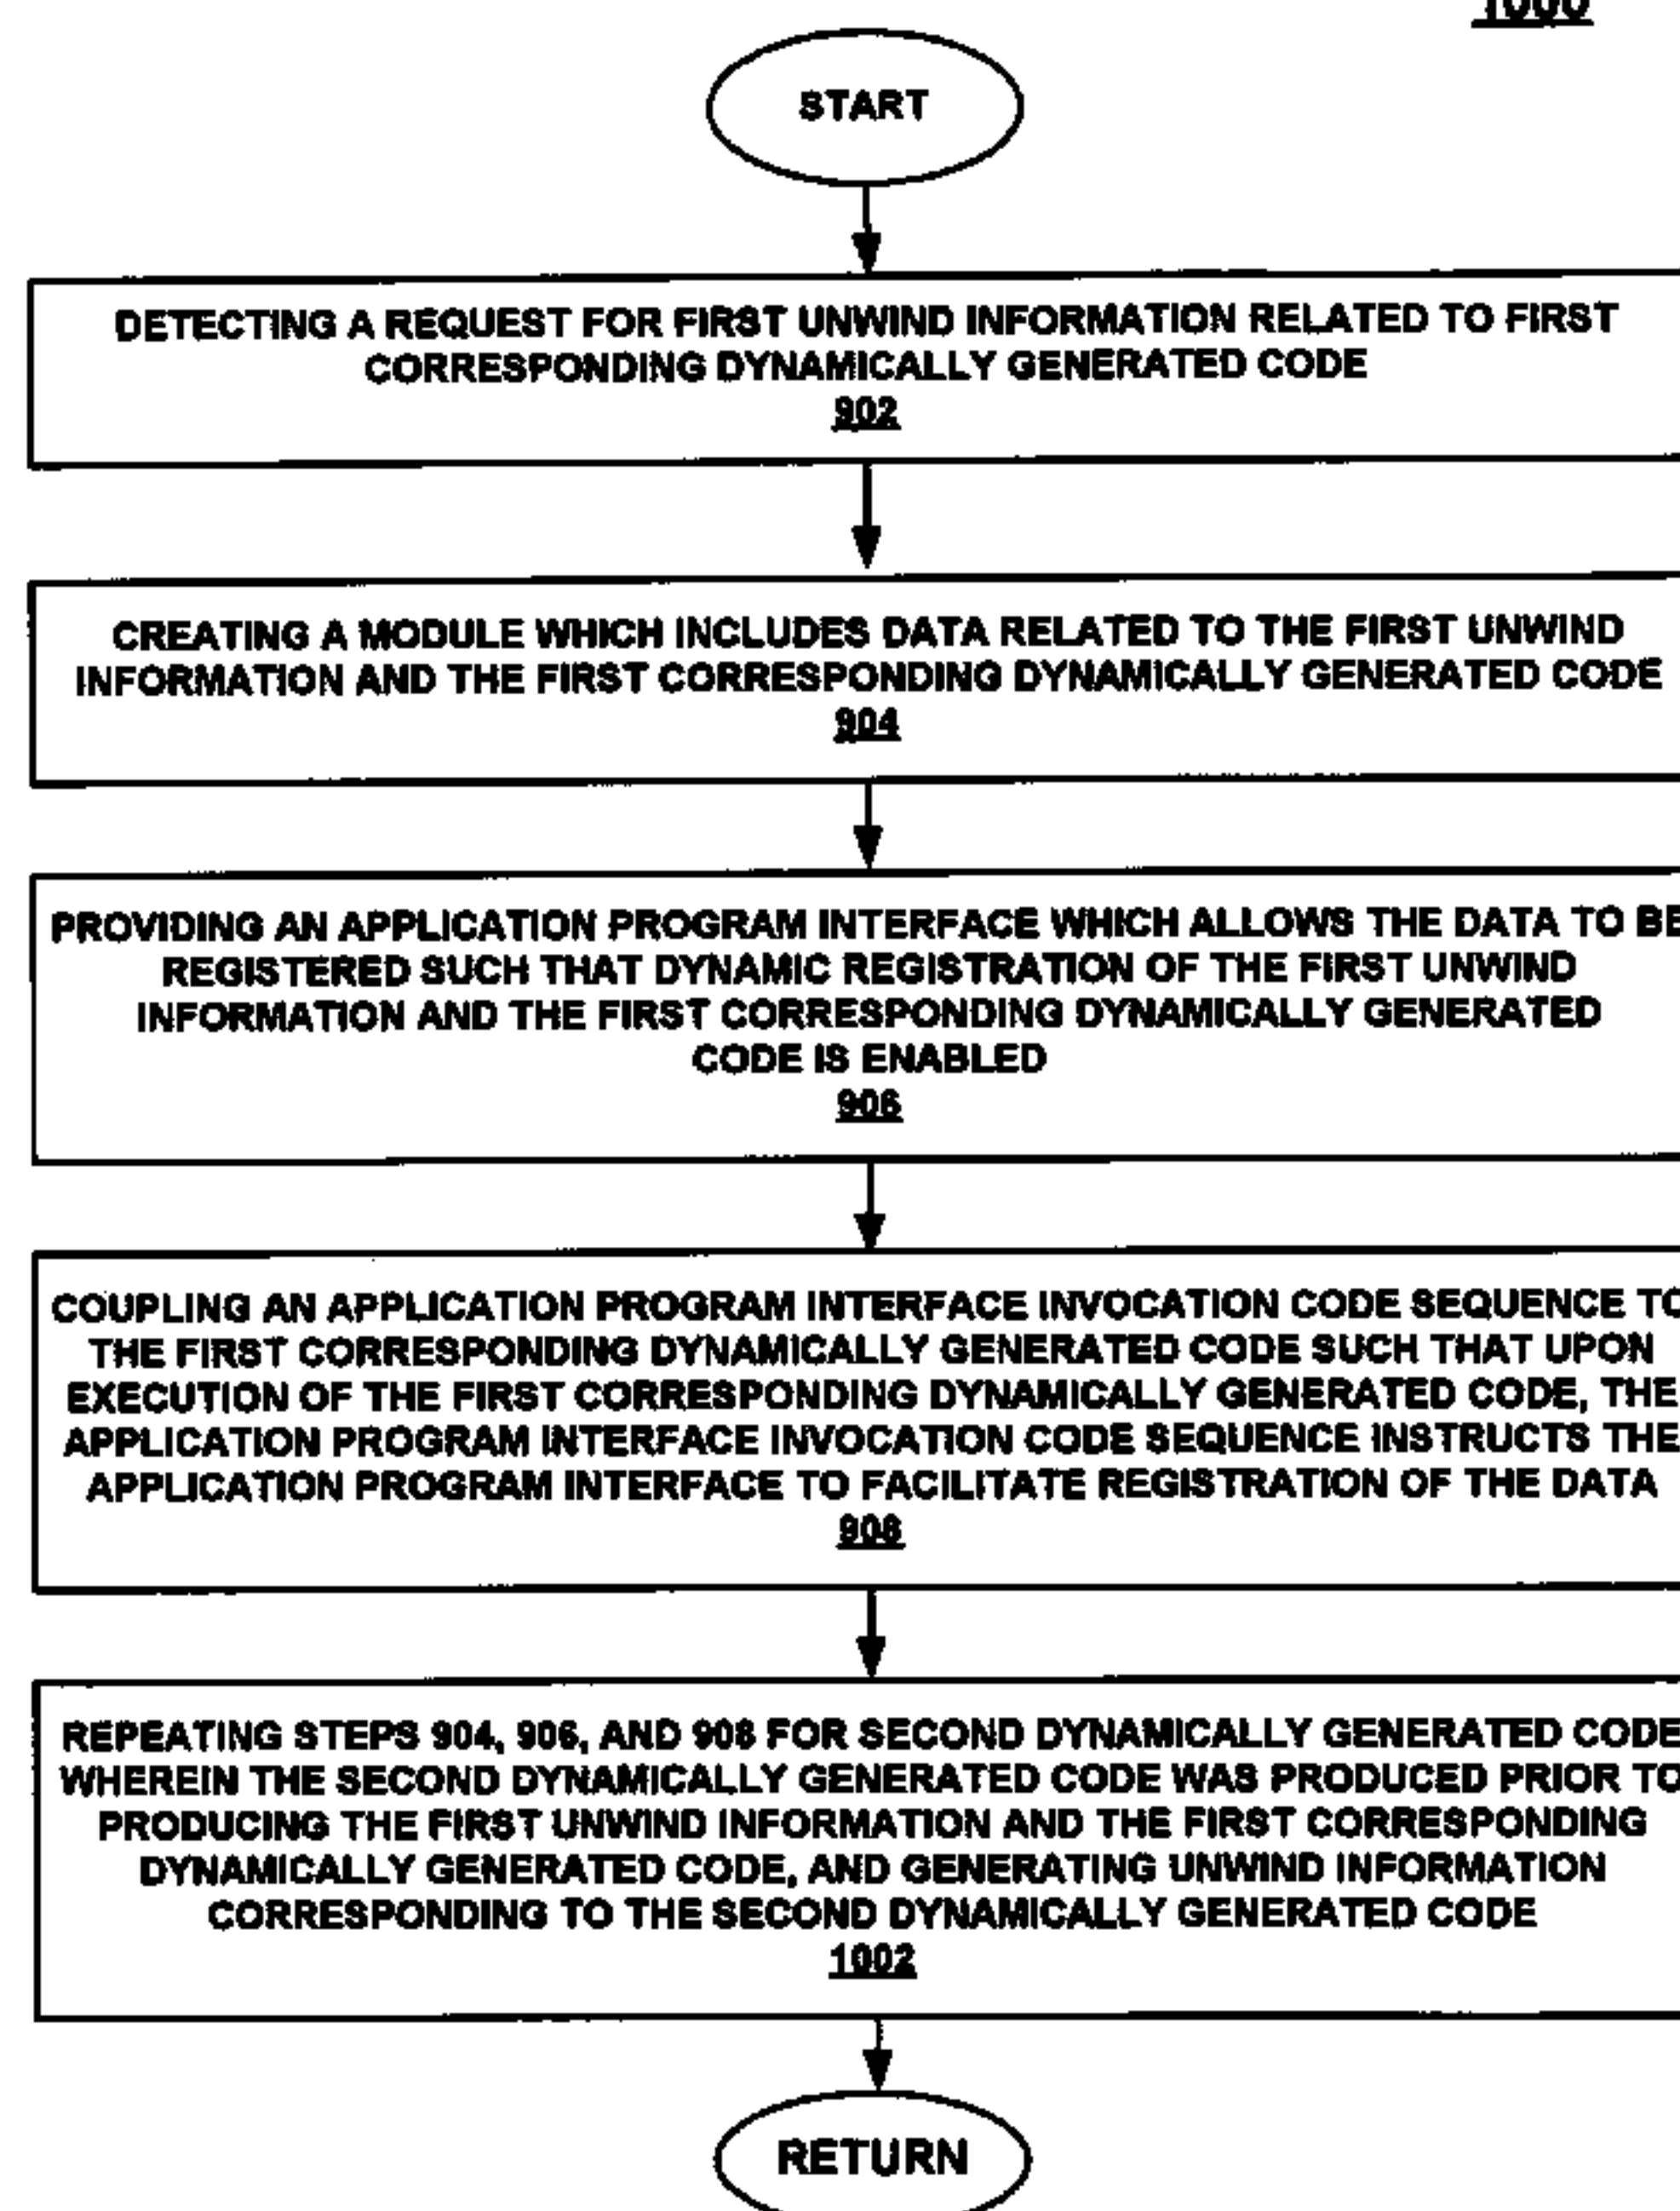 1000
START
DETECTING A REQUEST FOR FIRST UNWIND INFORMATION RELATED TO FIRST
CORRESPONDING DYNAMICALLY GENERATED CODE
902
CREATING A MODULE WHICH INCLUDES DATA RELATED TO THE FIRST UNWIND
INFORMATION AND THE FIRST CORRESPONDING DYNAMICALLY GENERATED CODE
904
PROVIDING AN APPLICATION PROGRAM INTERFACE WHICH ALLOWS THE DATA TO BE
REGISTERED SUCH THAT DYNAMIC REGISTRATION OF THE FIRST UNWIND
INFORMATION AND THE FIRST CORRESPONDING DYNAMICALLY GENERATED
CODE IS ENABLED
906
COUPLING AN APPLICATION PROGRAM INTERFACE INVOCATION CODE SEQUENCE TO
THE FIRST CORRESPONDING DYNAMICALLY GENERATED CODE SUCH THAT UPON
EXECUTION OF THE FIRST CORRESPONDING DYNAMICALLY GENERATED CODE, THE
APPLICATION PROGRAM INTERFACE INVOCATION CODE SEQUENCE INSTRUCTS THE
APPLICATION PROGRAM INTERFACE TO FACILITATE REGISTRATION OF THE DATA
908
REPEATING STEPS 904, 906, AND 908 FOR SECOND DYNAMICALLY GENERATED CODE
WHEREIN THE SECOND DYNAMICALLY GENERATED CODE WAS PRODUCED PRIOR TO
PRODUCING THE FIRST UNWIND INFORMATION AND THE FIRST CORRESPONDING
DYNAMICALLY GENERATED CODE, AND GENERATING UNWIND INFORMATION
CORRESPONDING TO THE SECOND DYNAMICALLY GENERATED CODE
1002
RETURN